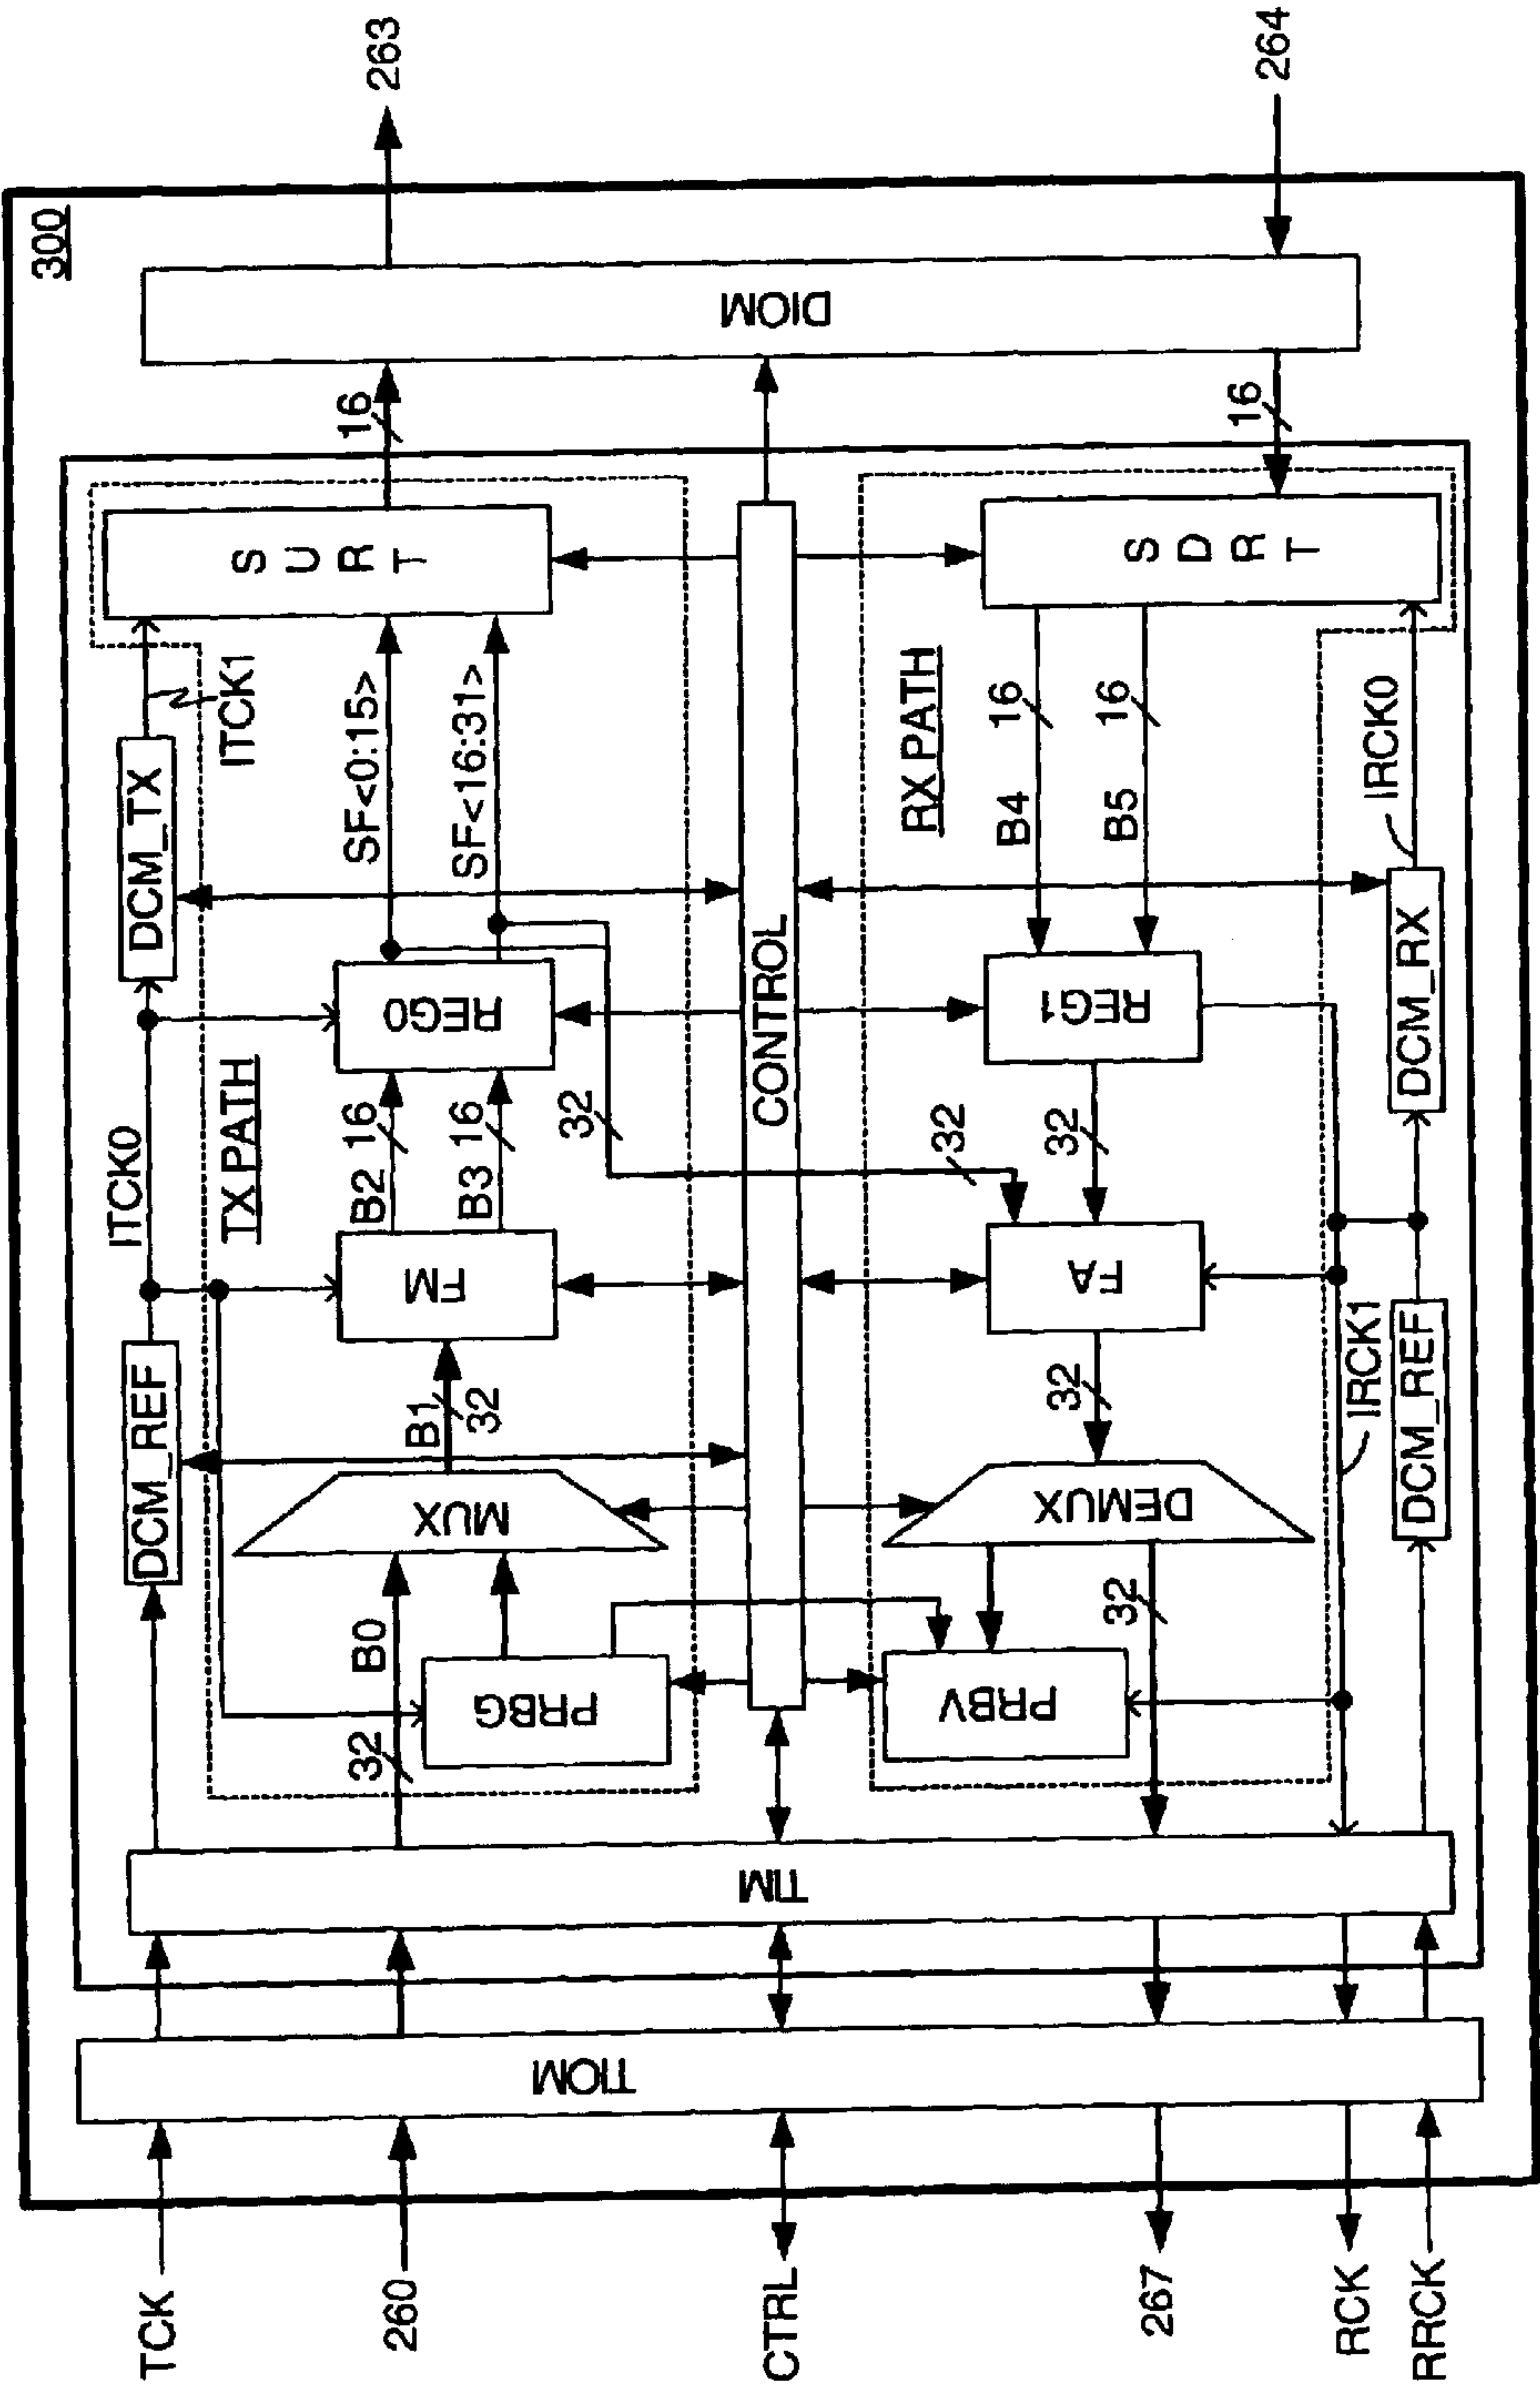 300
TCK
260
CTRL
267
RCK
RRCK
TIOM
TIM
DCM_REF
ITCK0
DCM_TX
ITCK1
TX PATH
32
B0
PRBG
MUX
B1
32
FM
B2
16
B3
16
REG0
SF<0:15>
SF<16:31>
32
S
U
R
T
16
263
CONTROL
DIOM
PRBV
32
DEMUX
32
FA
32
32
REG1
B4
16
B5
16
RX PATH
S
D
R
T
16
264
IRCK1
DCM_REF
DCM_RX
IRCK0